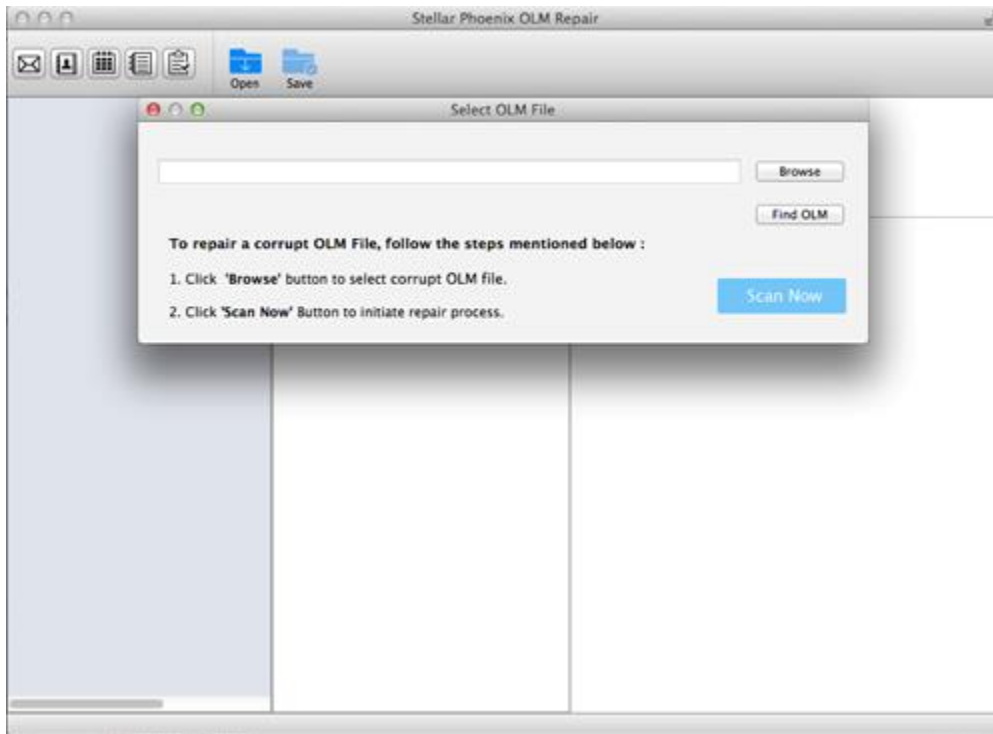 Stellar Phoenix OLM Repair
Open Save
Select OLM File
Browse
Find OLM
To repair a corrupt OLM File, follow the steps mentioned below :
1. Click 'Browse' button to select corrupt OLM file.
Scan Now
2. Click 'Scan Now' Button to initiate repair process.